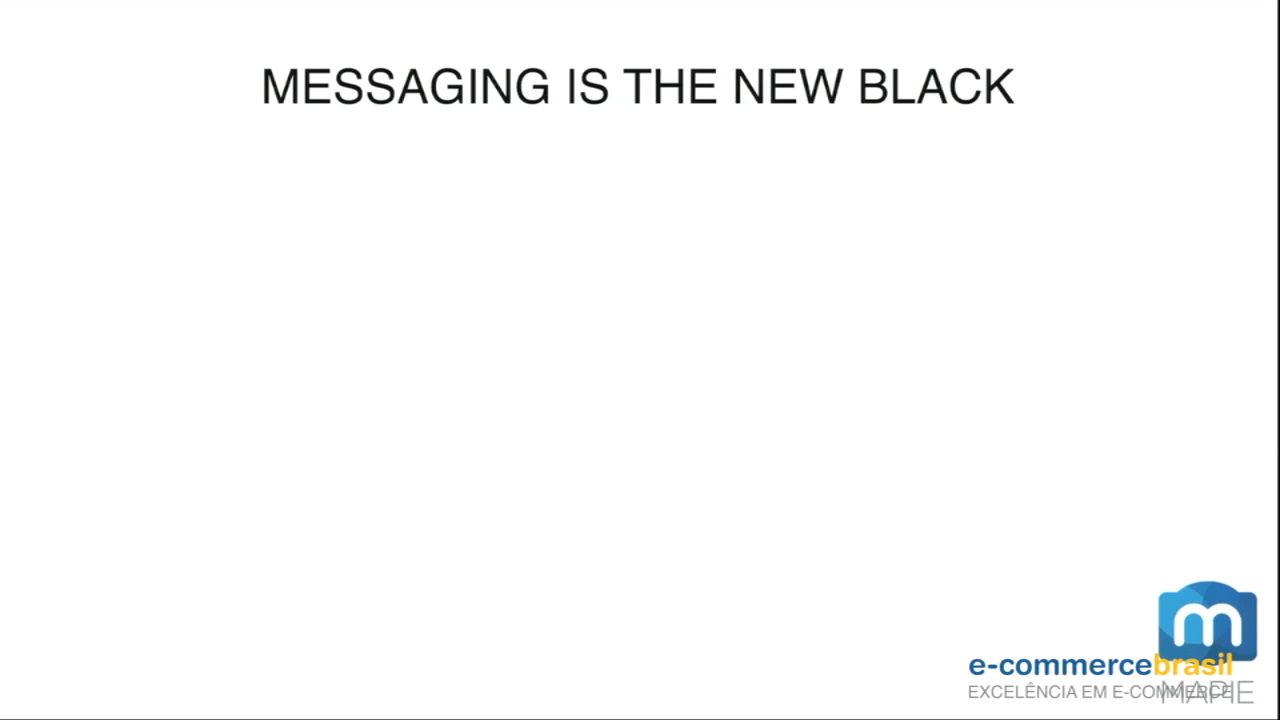 MESSAGING IS THE NEW BLACK
m
e-commercebrasil
EXCELÊNCIA EM E-COMMERCE
MAPIE